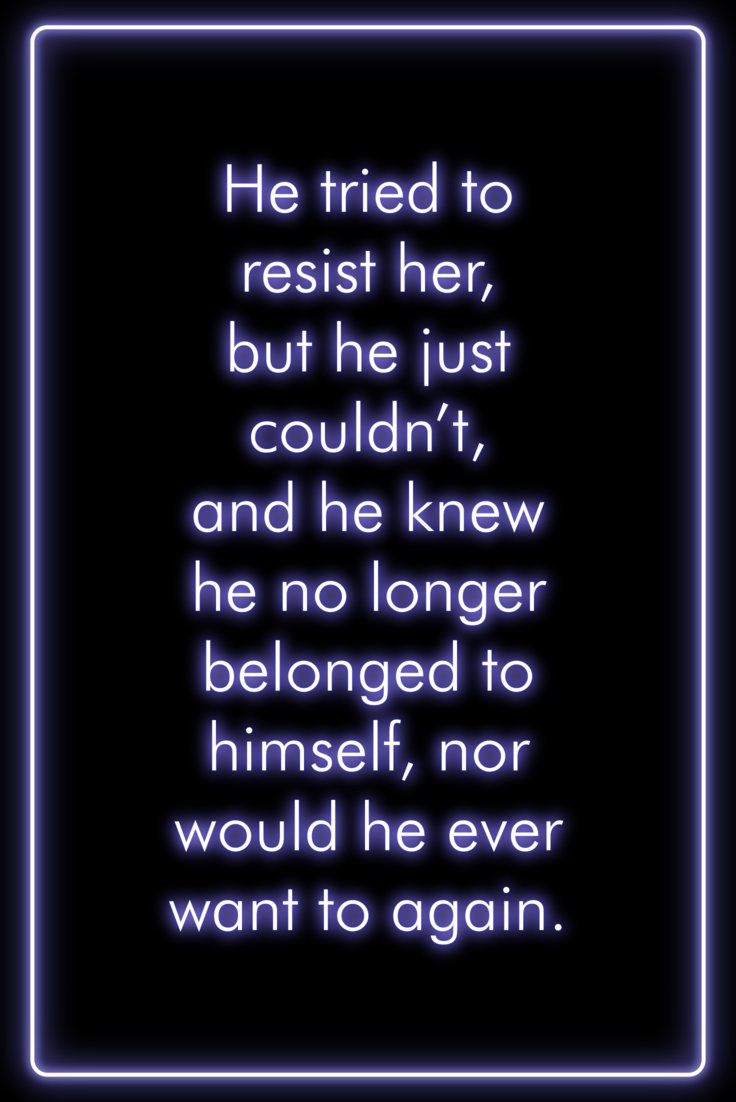 He tried to
resist her,
but he just
couldn’t,
and he knew
he no longer
belonged to
himself, nor
would he ever
want to again.